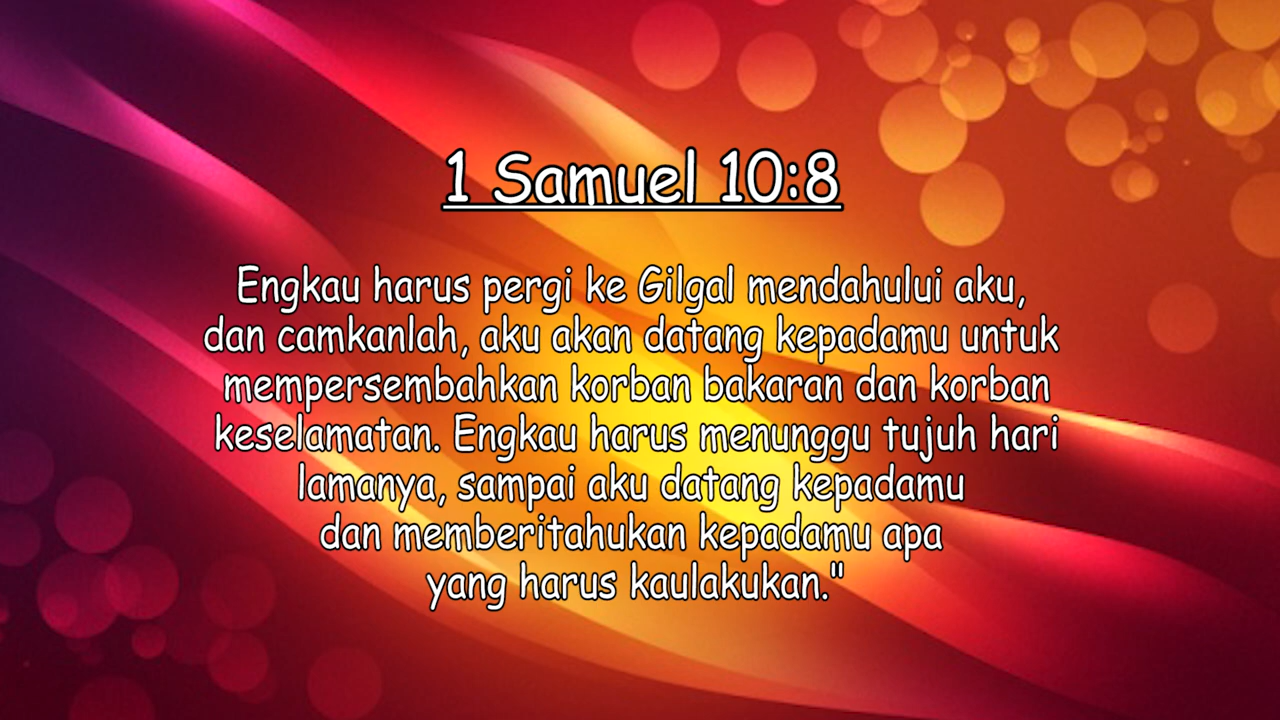 1 Samuel 10:8
Engkau harus pergi ke Gilgal mendahului aku,
dan camkanlah, aku akan datang kepadamu untuk
mempersembahkan korban bakaran dan korban
keselamatan. Engkau harus menunggu tujuh hari
lamanya, sampai aku datang kepadamu
dan memberitahukan kepadamu apa
yang harus kaulakukan."